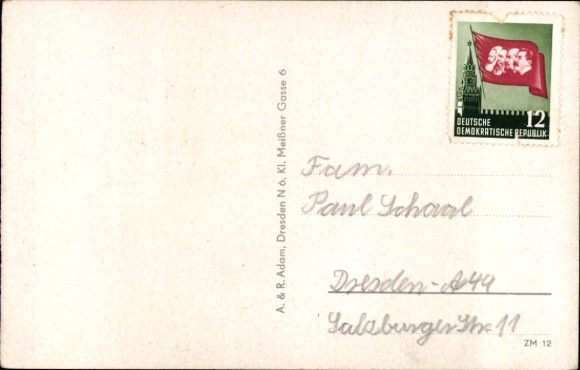 12
DEUTSCHE
DEMOKRATISCHE REPUBLIK
A. & R. Adam, Dresden N 6, Kl. Meißner Gasse 6
Fam.
Paul Schaal
Dresden-A49
Salzburger Str. 11
ZM 12